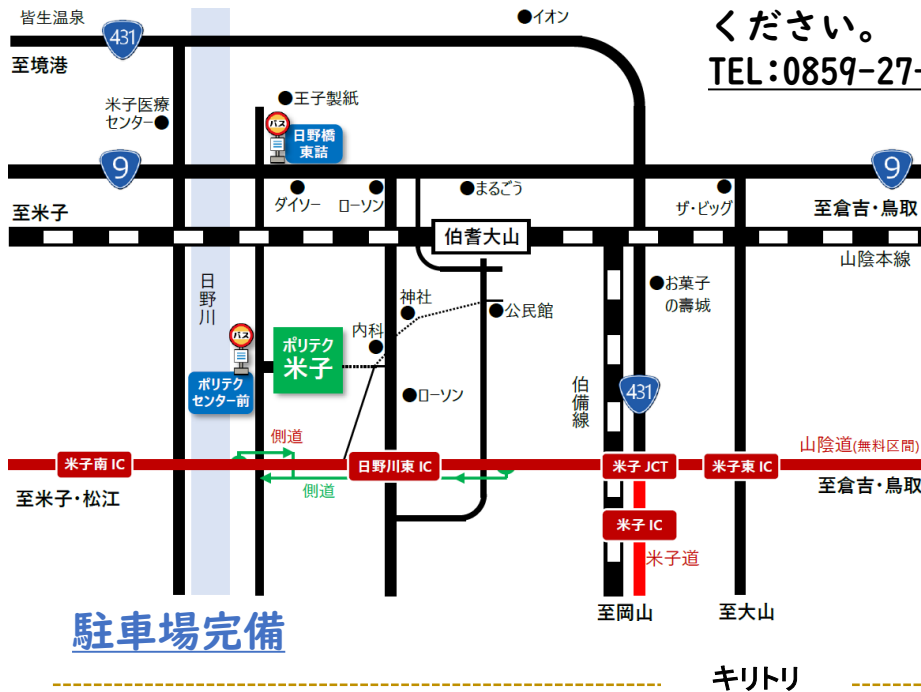 皆生温泉
●イオン
ください。
431
至境港
TEL:0859-27-
●王子製紙
米子医療
センター●
バス
日野橋
東詰
9
9
ダイソー
ローソン
●まるごう
ザ・ビッグ
至米子
至倉吉・鳥取
伯耆大山
山陰本線
日野川
●お菓子
の壽城
神社
●公民館
内科
バス
ポリテク
米子
ポリテク
センター前
●ローソン
伯備線
431
側道
山陰道(無料区間)
米子南 IC
日野川東 IC
米子 JCT
米子東 IC
側道
至米子・松江
至倉吉・鳥取
米子 IC
米子道
至岡山
至大山
駐車場完備
キリトリ